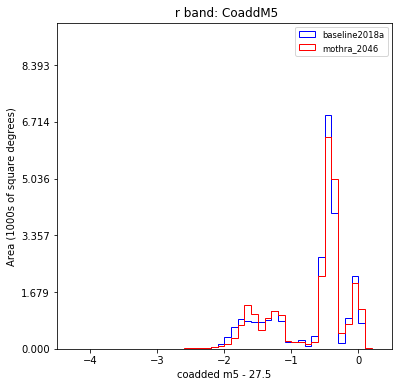 r band: CoaddM5
baseline2018a
mothra_2046
Area (1000s of square degrees)
8.393
6.714
5.036
3.357
1.679
0.000
−4
−3
−2
−1
0
coadded m5 - 27.5